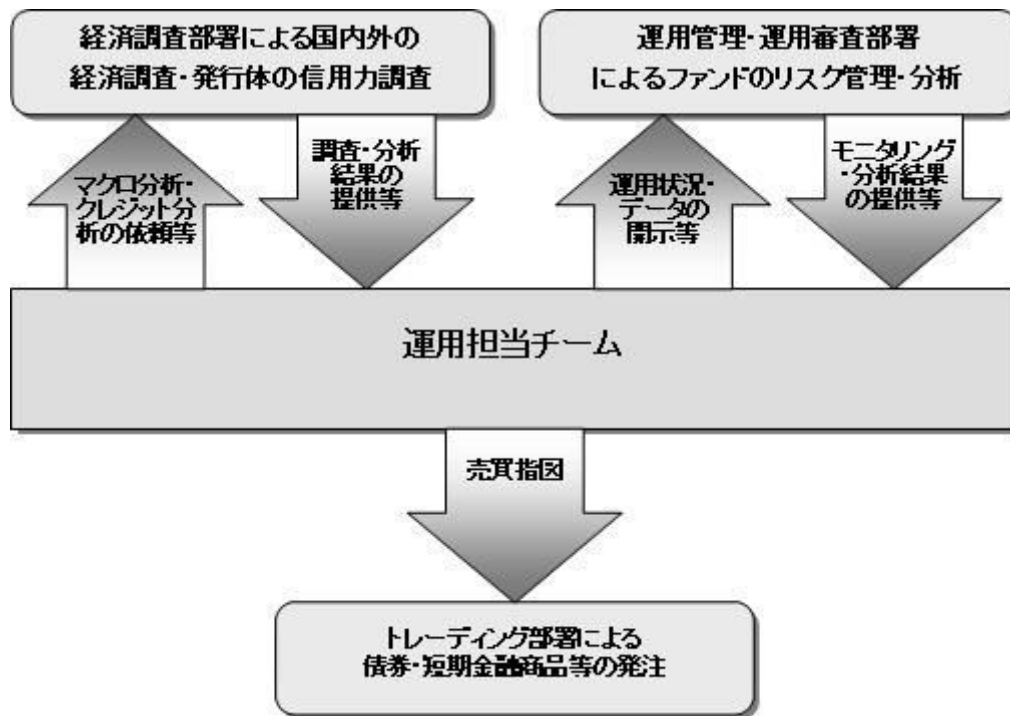 経済調査部署による国内外の
経済調査・発行体の信用力調査
運用管理・運用審査部署
によるファンドのリスク管理・分析
マクロ分析・
クレジット分
析の依頼等
調査・分析
結果の
提供等
運用状況・
データの
開示等
モニタリング
・分析結果
の提供等
運用担当チーム
売買指図
トレーディング部署による
債券・短期金融商品等の発注